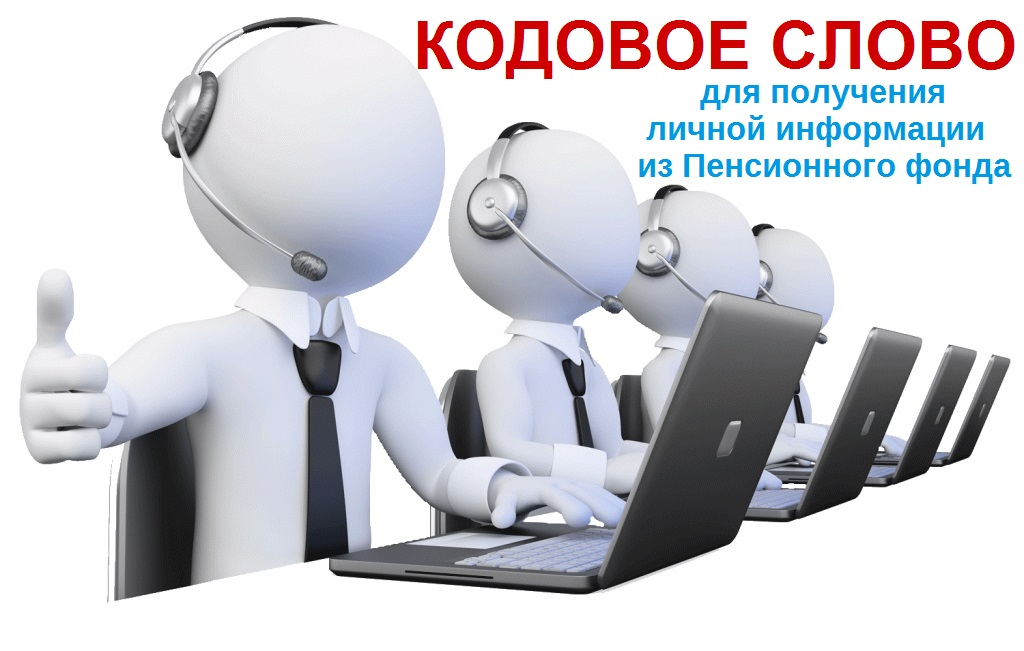 КОДОВОЕ СЛОВО
для получения
личной информации
из Пенсионного фонда